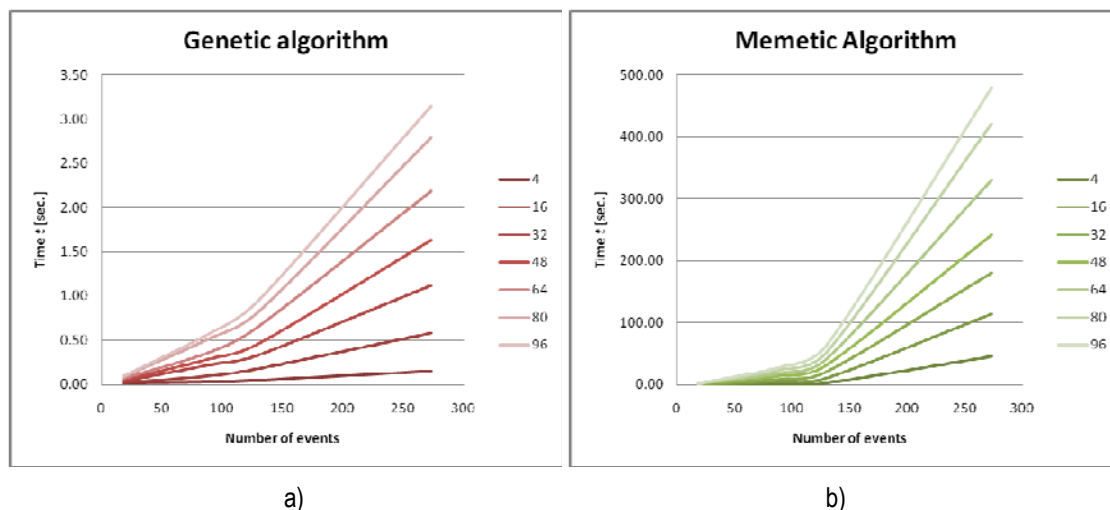 Genetic algorithm
3.50
3.00
2.50
2.00
1.50
1.00
0.50
0.00
Time t [sec.]
0 50 100 150 200 250 300
Number of events
4
16
32
48
64
80
96
a)
Memetic Algorithm
500.00
400.00
300.00
200.00
100.00
0.00
Time t [sec.]
0 50 100 150 200 250 300
Number of events
4
16
32
48
64
80
96
b)